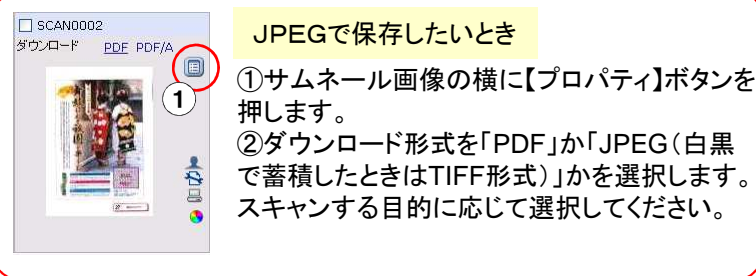 SCAN0002
ダウンロード PDF PDF/A
1
JPEGで保存したいとき
①サムネール画像の横に【プロパティ】ボタンを
押します。
②ダウンロード形式を「PDF」か「JPEG（白黒
で蓄積したときはTIFF形式）」かを選択します。
スキャンする目的に応じて選択してください。